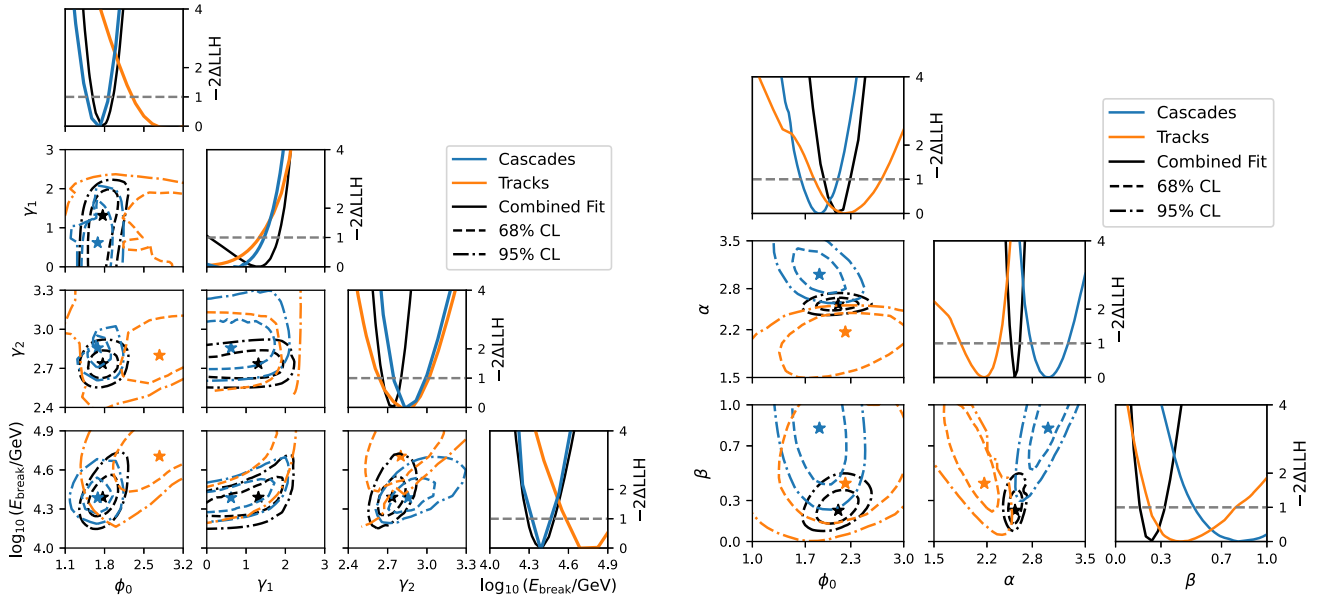 4
2
1
0
−2ΔLLH
3
2
1
0
γ₁
4
2
1
0
−2ΔLLH
Cascades
Tracks
Combined Fit
68% CL
95% CL
3.3
3.0
2.7
2.4
γ₂
4
2
1
0
−2ΔLLH
4.9
4.6
4.3
4.0
log₁₀(E_break/GeV)
4
2
1
0
−2ΔLLH
1.1 1.8 2.5 3.2
0 1 2 3
2.4 2.7 3.0 3.3
4.0 4.3 4.6 4.9
ϕ₀
γ₁
γ₂
log₁₀(E_break/GeV)
4
2
1
0
−2ΔLLH
Cascades
Tracks
Combined Fit
68% CL
95% CL
3.5
2.8
2.2
1.5
α
4
2
1
0
−2ΔLLH
1.0
0.7
0.3
0.0
β
4
2
1
0
−2ΔLLH
1.0 1.7 2.3 3.0
1.5 2.2 2.8 3.5
0.0 0.3 0.7 1.0
ϕ₀
α
β